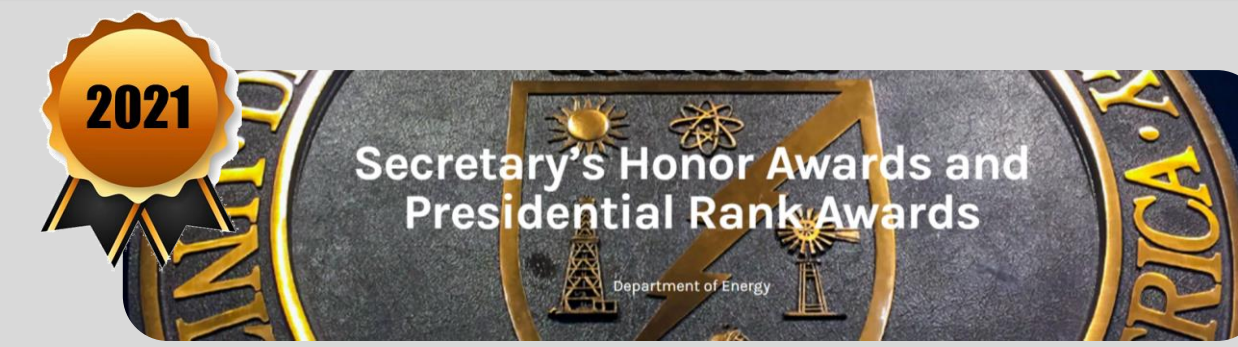 2021
Secretary's Honor Awards and
Presidential Rank Awards
Department of Energy